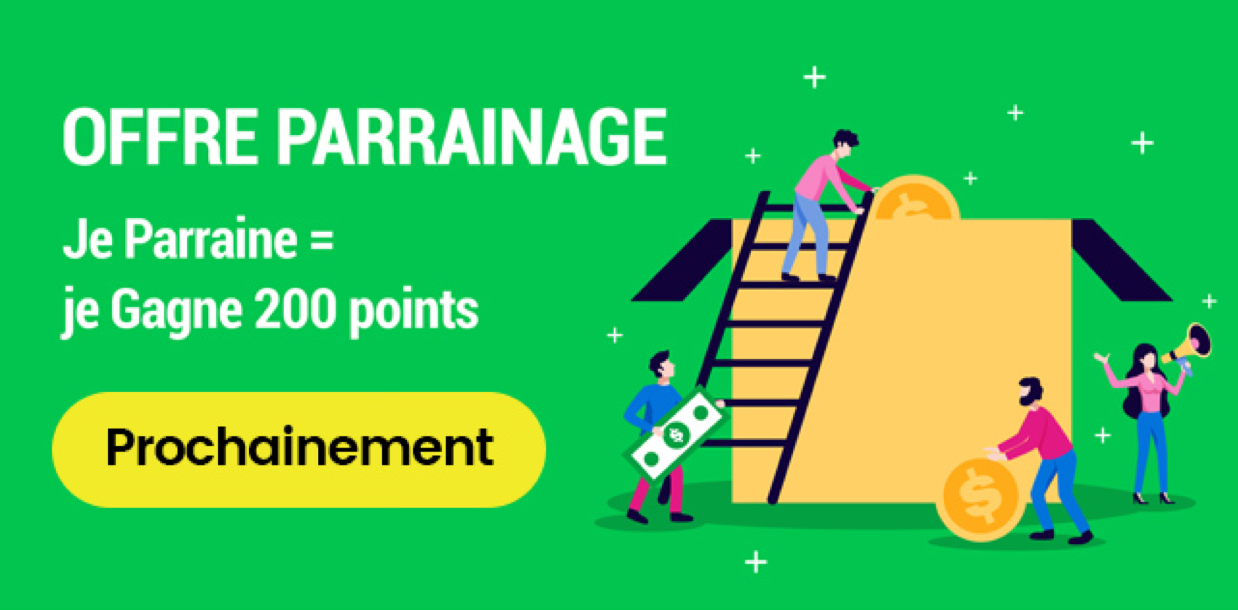 OFFRE PARRAINAGE
Je Parraine =
je Gagne 200 points
Prochainement